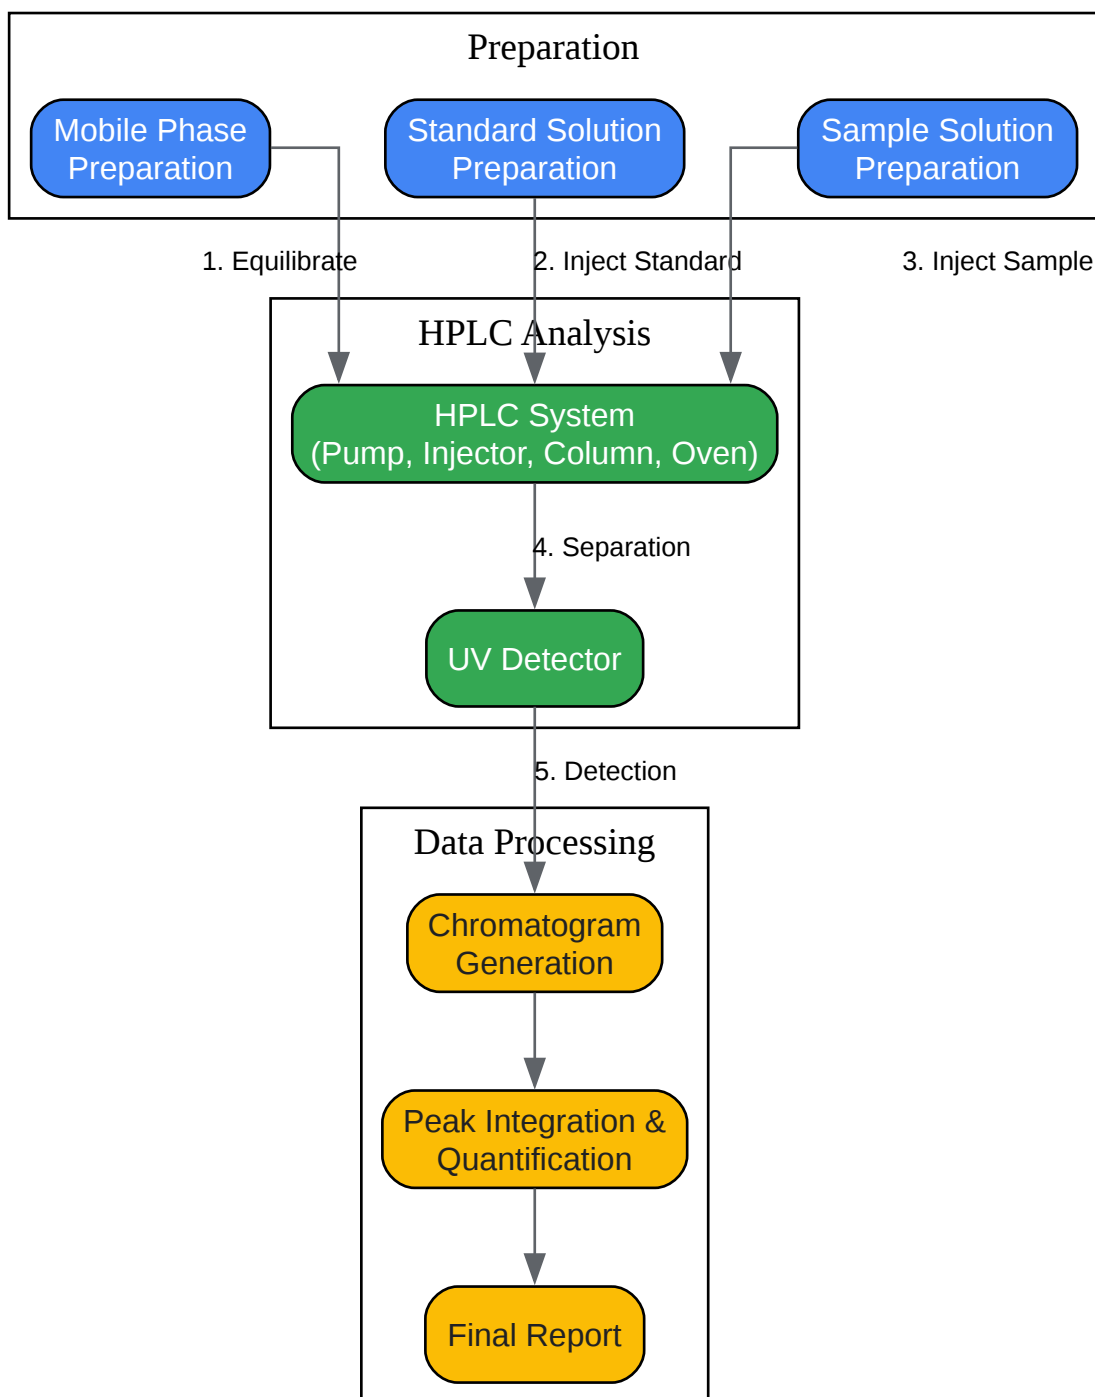 Preparation
Mobile Phase
Preparation
Standard Solution
Preparation
Sample Solution
Preparation
1. Equilibrate
2. Inject Standard
3. Inject Sample
HPLC Analysis
HPLC System
(Pump, Injector, Column, Oven)
4. Separation
UV Detector
5. Detection
Data Processing
Chromatogram
Generation
Peak Integration &
Quantification
Final Report